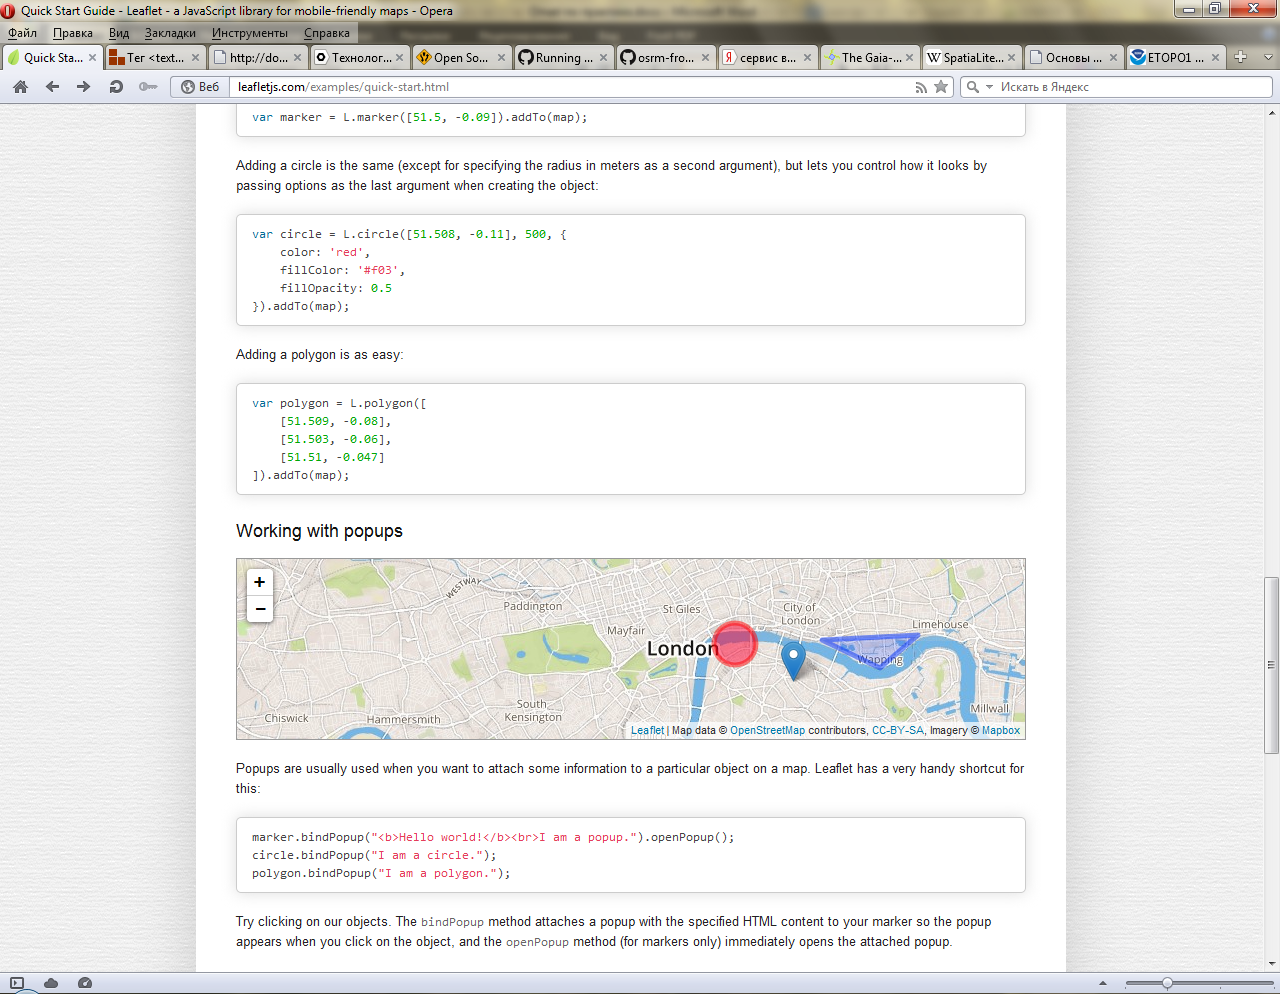 Quick Start Guide - Leaflet - a JavaScript library for mobile-friendly maps - Opera
Файл Правка Вид Закладки Инструменты Справка
Quick Sta... Ter <text... http://do... Технолог... Open So... Running ... osrm-fro... сервис в... The Gaia-... SpatiaLite... Основы ... ETOPO1 ...
Веб leafletjs.com/examples/quick-start.html Искать в Яндекс
var marker = L.marker([51.5, -0.09]).addTo(map);
Adding a circle is the same (except for specifying the radius in meters as a second argument), but lets you control how it looks by
passing options as the last argument when creating the object:
var circle = L.circle([51.508, -0.11], 500, {
color: 'red',
fillColor: '#f03',
fillOpacity: 0.5
}).addTo(map);
Adding a polygon is as easy:
var polygon = L.polygon([
[51.509, -0.08],
[51.503, -0.06],
[51.51, -0.047]
]).addTo(map);
Working with popups
+
−
WESTWAY
Paddington
St Giles
City of
London
Mayfair
Limehouse
London
Wapping
South
Kensington
Chiswick
Hammersmith
Millwall
Leaflet | Map data © OpenStreetMap contributors, CC-BY-SA, Imagery © Mapbox
Popups are usually used when you want to attach some information to a particular object on a map. Leaflet has a very handy shortcut for
this:
marker.bindPopup("<b>Hello world!</b><br>I am a popup.").openPopup();
circle.bindPopup("I am a circle.");
polygon.bindPopup("I am a polygon.");
Try clicking on our objects. The bindPopup method attaches a popup with the specified HTML content to your marker so the popup
appears when you click on the object, and the openPopup method (for markers only) immediately opens the attached popup.